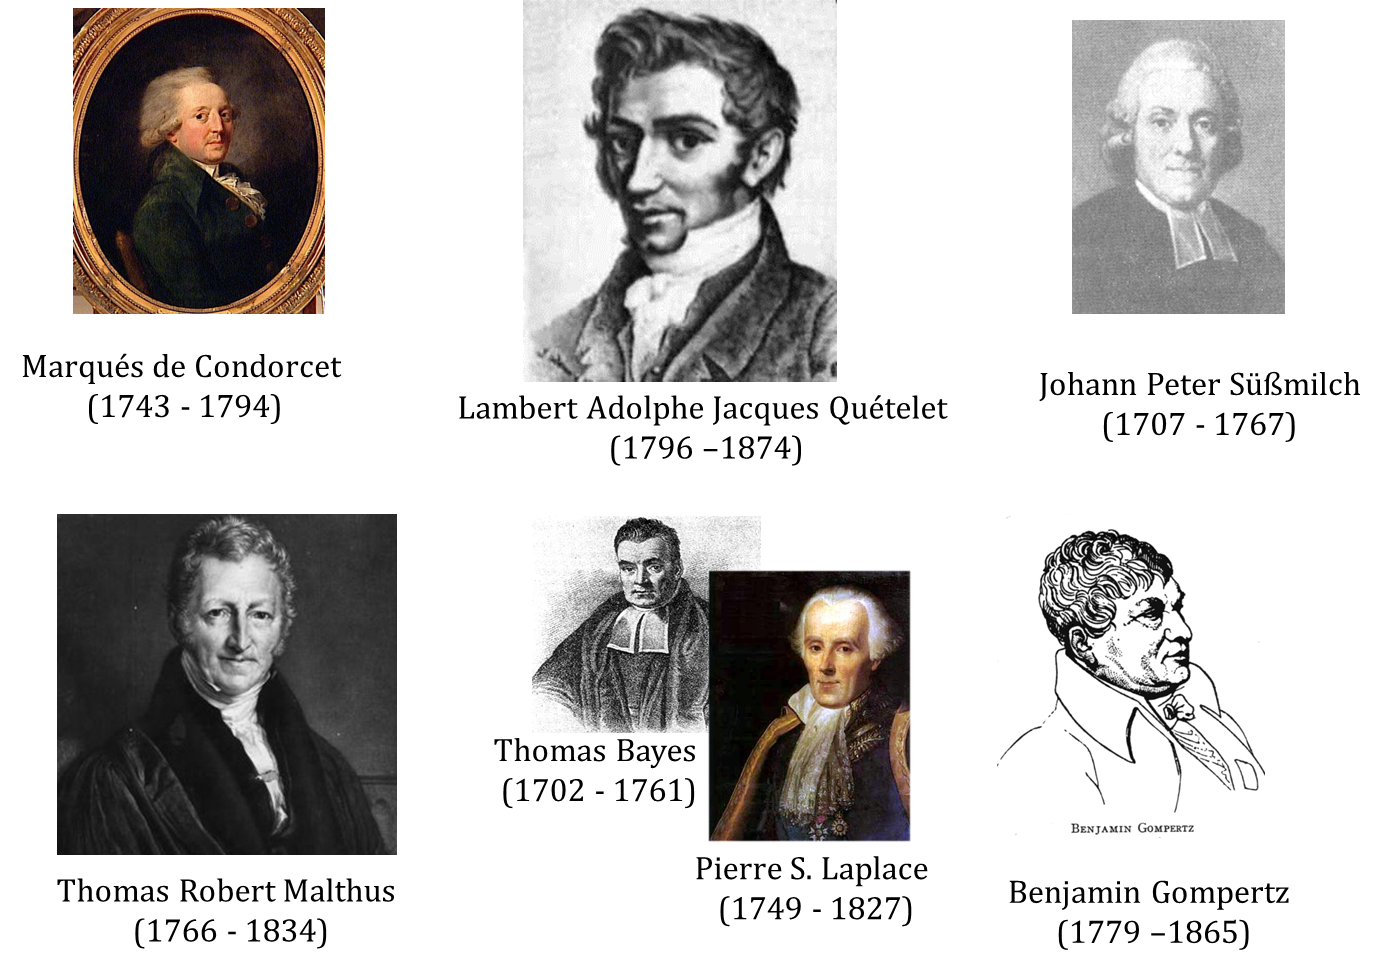 Marqués de Condorcet
(1743 - 1794)
Lambert Adolphe Jacques Quételet
(1796 –1874)
Johann Peter Süßmilch
(1707 - 1767)
Thomas Robert Malthus
(1766 - 1834)
Thomas Bayes
(1702 - 1761)
Pierre S. Laplace
(1749 - 1827)
BENJAMIN GOMPERTZ
Benjamin Gompertz
(1779 –1865)